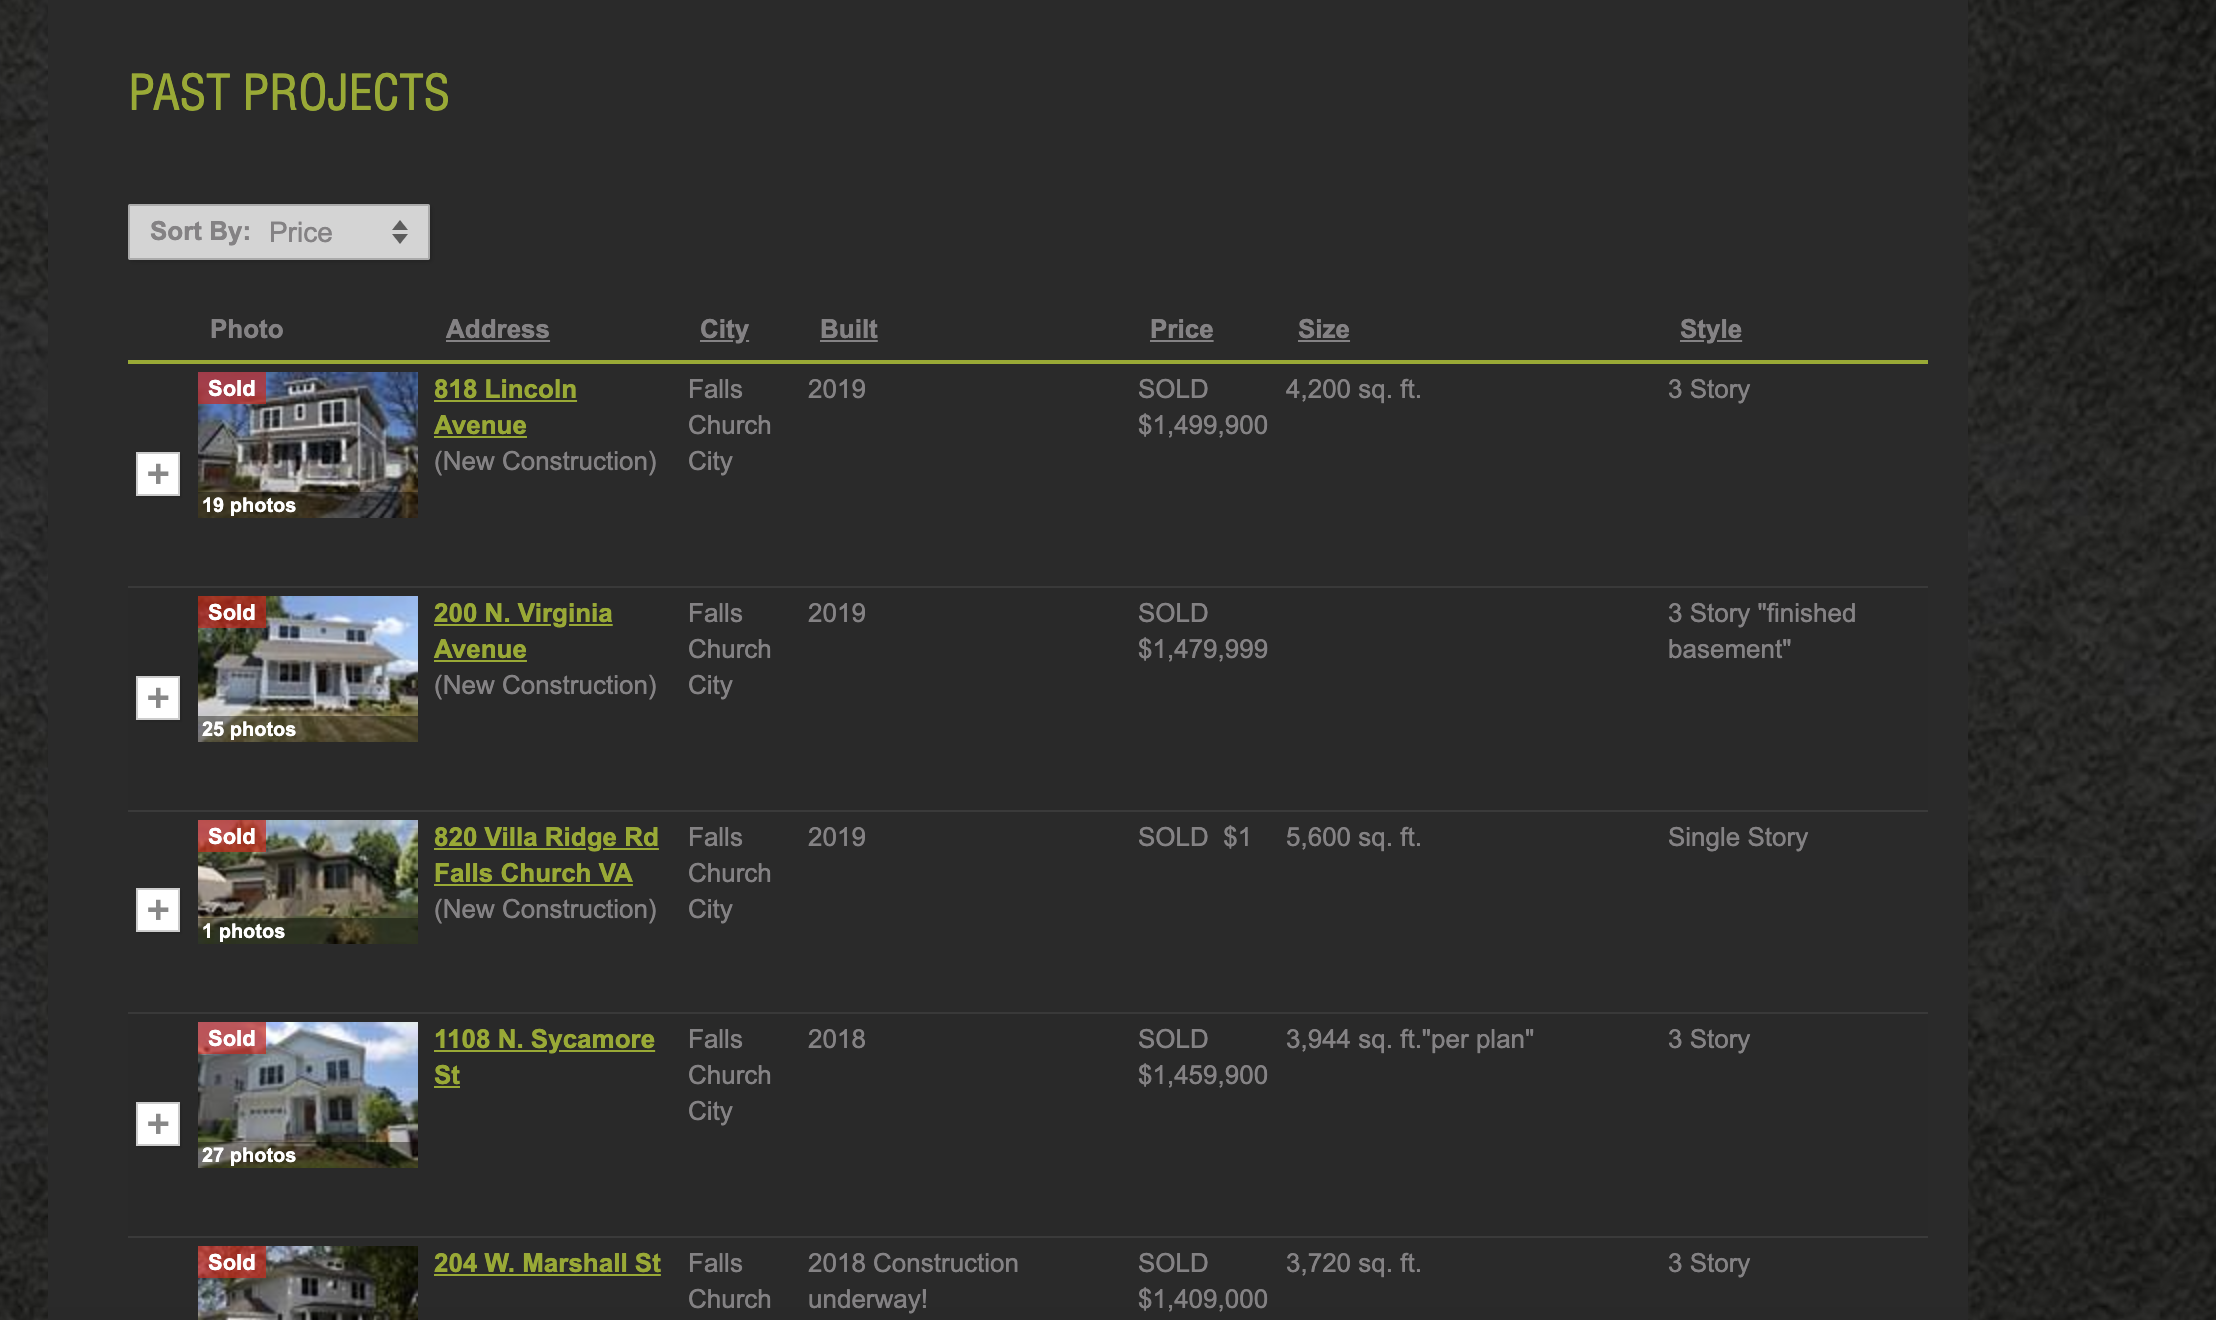 PAST PROJECTS
Sort By: Price
Photo Address City Built Price Size Style
Sold
19 photos
818 Lincoln
Avenue
(New Construction)
Falls
Church
City
2019
SOLD
$1,499,900
4,200 sq. ft.
3 Story
Sold
25 photos
200 N. Virginia
Avenue
(New Construction)
Falls
Church
City
2019
SOLD
$1,479,999
3 Story "finished
basement"
Sold
1 photos
820 Villa Ridge Rd
Falls Church VA
(New Construction)
Falls
Church
City
2019
SOLD $1
5,600 sq. ft.
Single Story
Sold
27 photos
1108 N. Sycamore
St
Falls
Church
City
2018
SOLD
$1,459,900
3,944 sq. ft."per plan"
3 Story
Sold
204 W. Marshall St
Falls
Church
2018 Construction
underway!
SOLD
$1,409,000
3,720 sq. ft.
3 Story